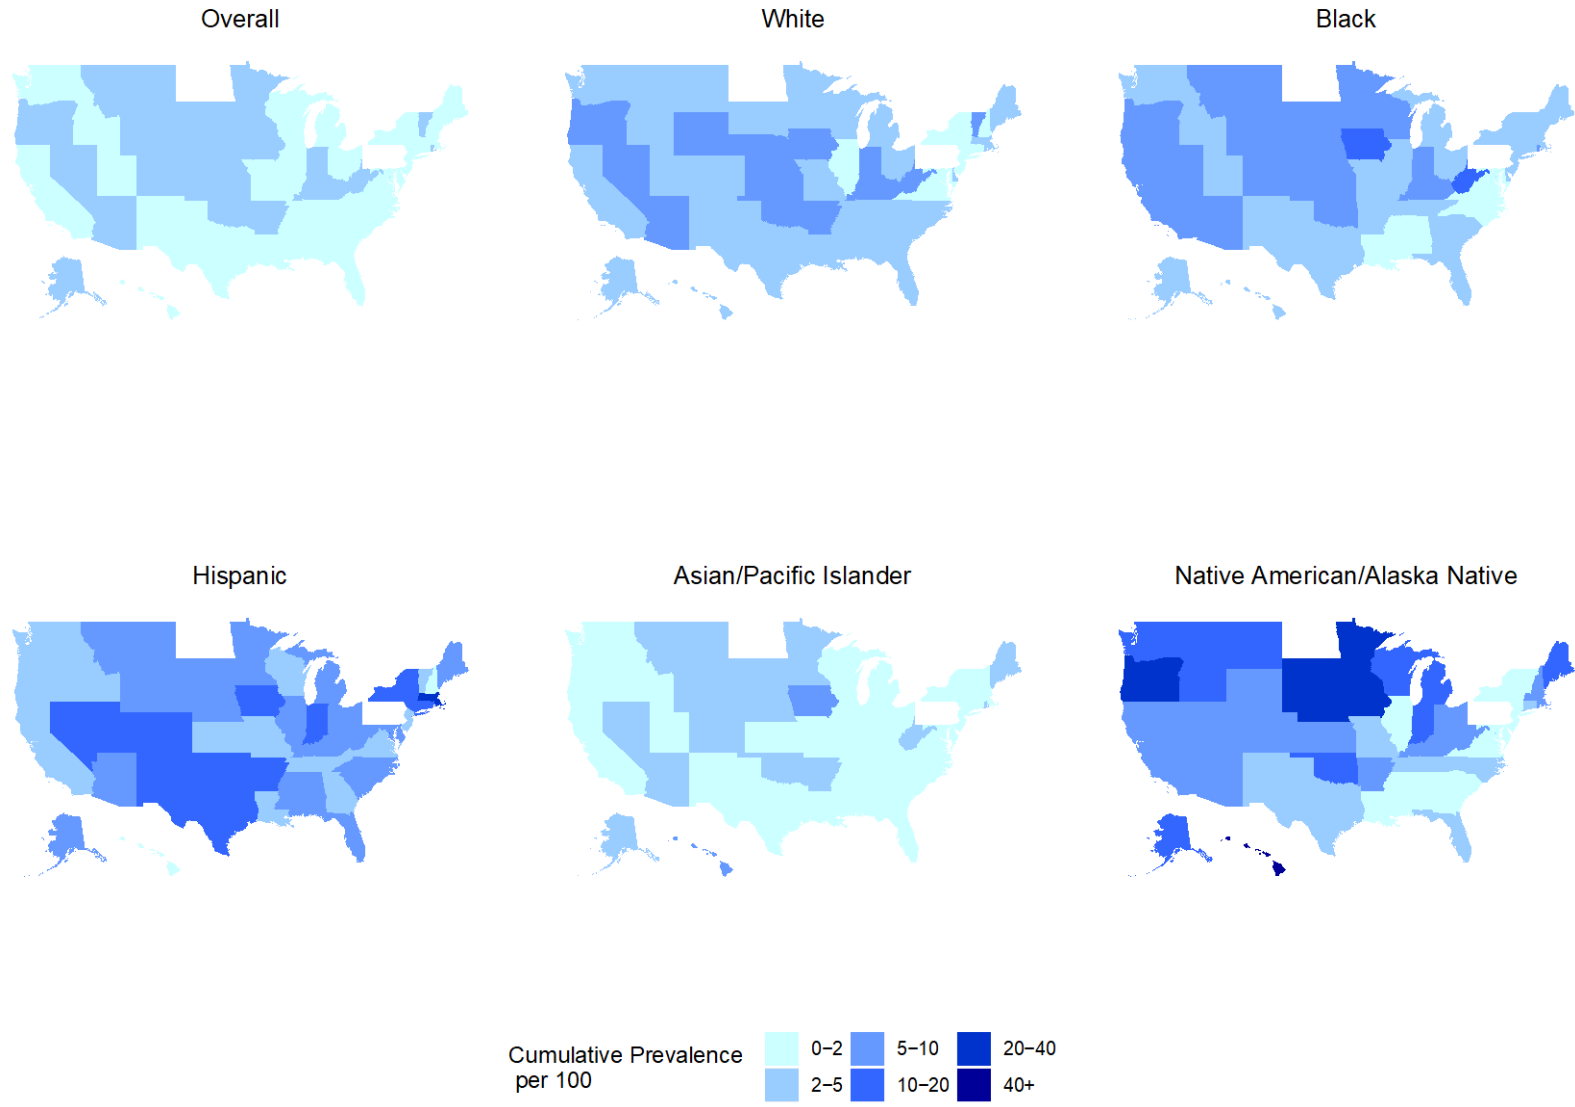 Overall
White
Black
Hispanic
Asian/Pacific Islander
Native American/Alaska Native
Cumulative Prevalence
per 100
0−2
5−10
20−40
2−5
10−20
40+